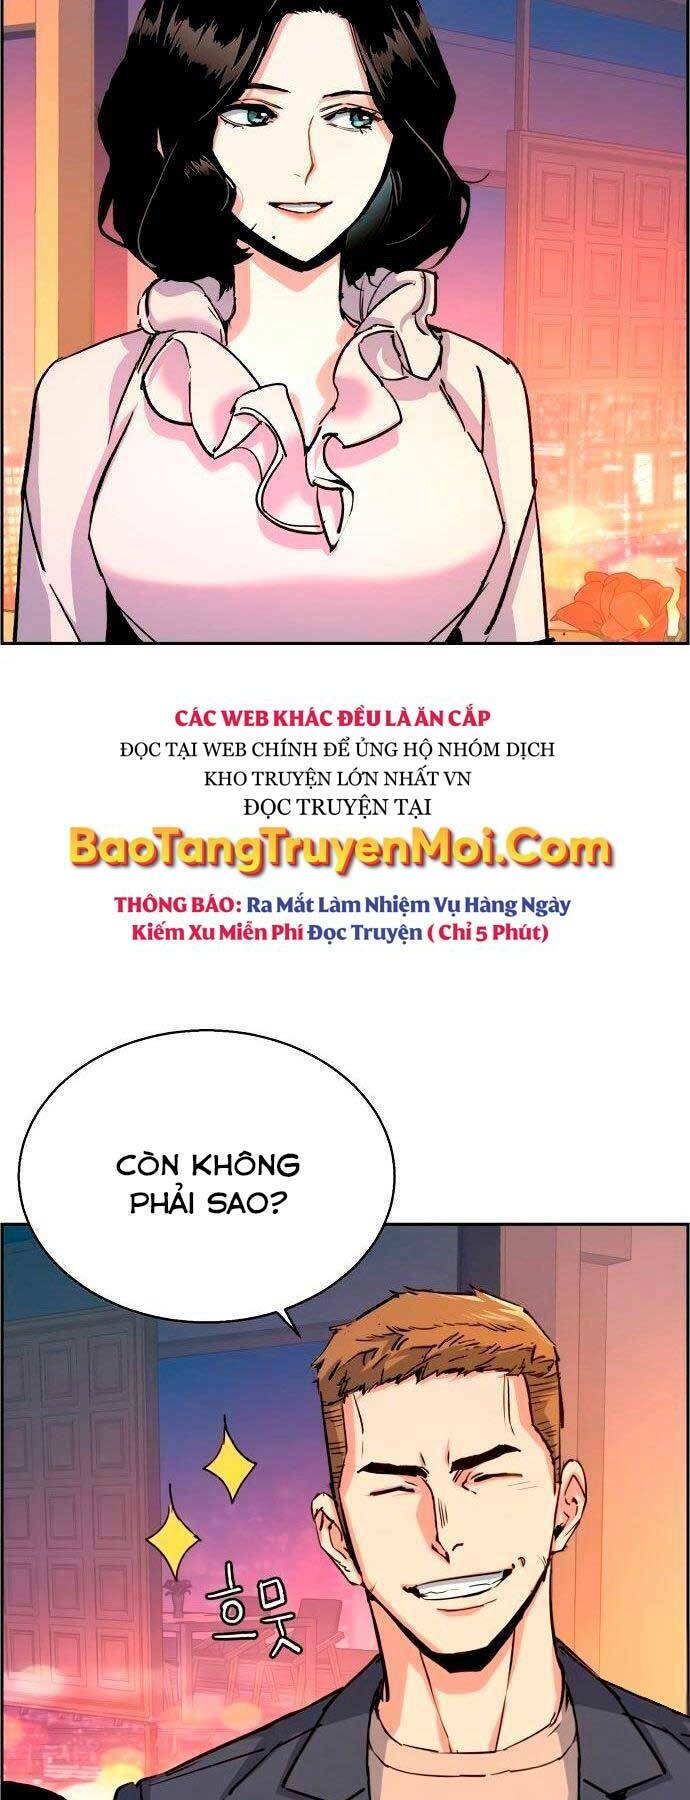 CÁC WEB KHÁC ĐỀU LÀ ĂN CẮP
ĐỌC TẠI WEB CHÍNH ĐỂ ỦNG HỘ NHÓM DỊCH
KHO TRUYỆN LỚN NHẤT VN
ĐỌC TRUYỆN TẠI
BaoTangTruyenMoi.Com
THÔNG BÁO: Ra Mắt Làm Nhiệm Vụ Hàng Ngày
Kiếm Xu Miễn Phí Đọc Truyện ( Chỉ 5 Phút)
CÒN KHÔNG
PHẢI SAO?
흐뭇